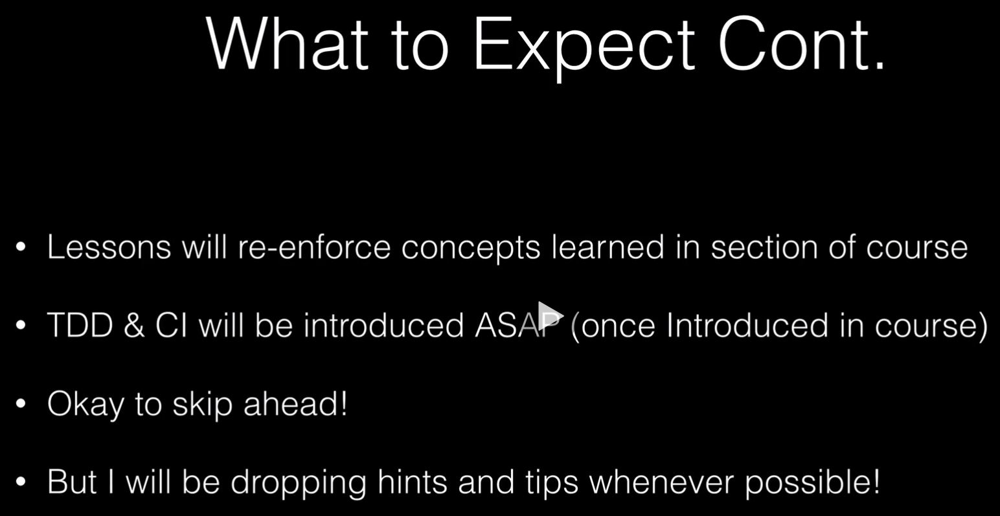 What to Expect Cont.
• Lessons will re-enforce concepts learned in section of course
• TDD & CI will be introduced ASAP (once Introduced in course)
• Okay to skip ahead!
• But I will be dropping hints and tips whenever possible!